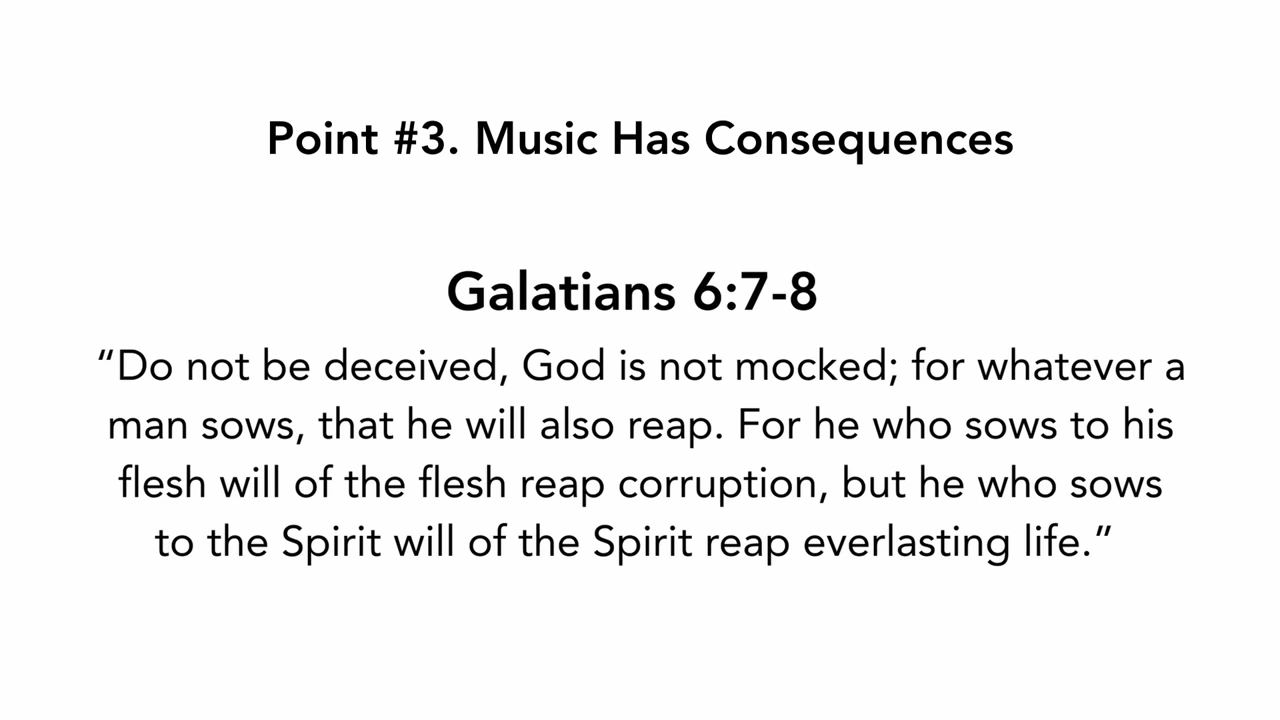 Point #3. Music Has Consequences
Galatians 6:7-8
“Do not be deceived, God is not mocked; for whatever a
man sows, that he will also reap. For he who sows to his
flesh will of the flesh reap corruption, but he who sows
to the Spirit will of the Spirit reap everlasting life.”